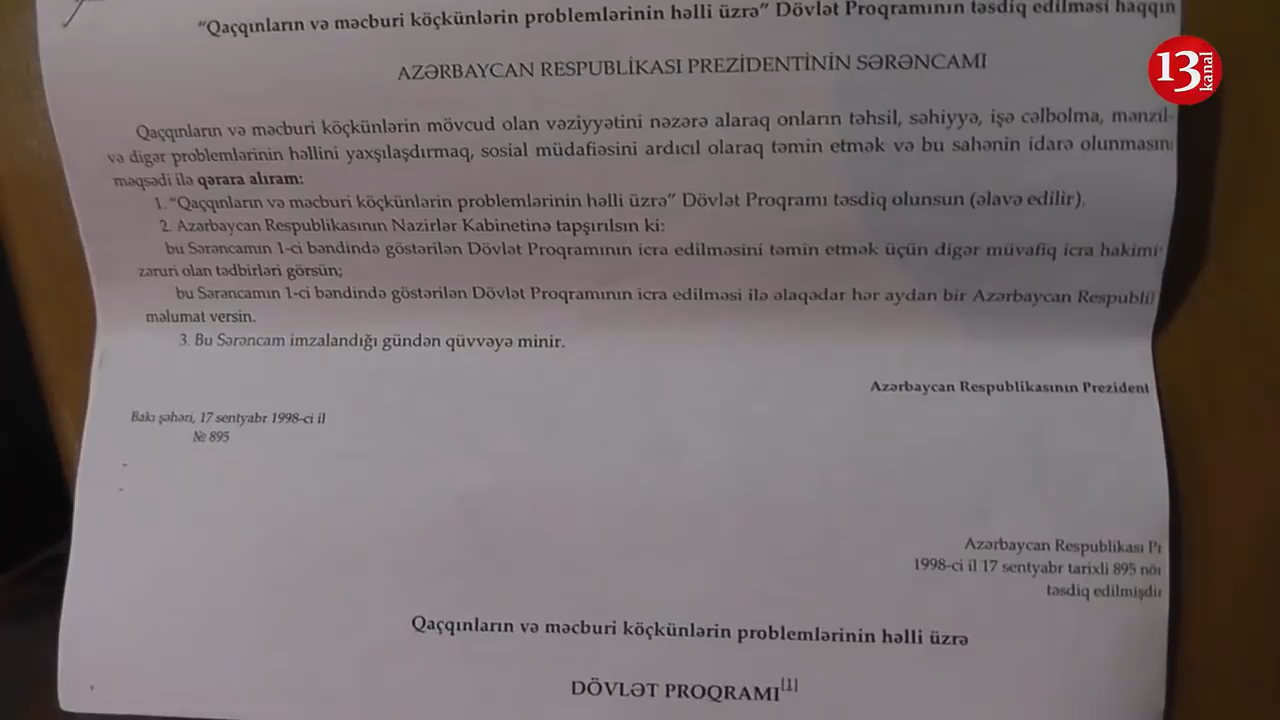 “Qaçqınların və məcburi köçkünlərin problemlərinin həlli üzrə” Dövlət Proqramının təsdiq edilməsi haqqın
AZƏRBAYCAN RESPUBLİKASI PREZİDENTİNİN SƏRƏNCAMI
13 kanal
Qaçqınların və məcburi köçkünlərin mövcud olan vəziyyətini nəzərə alaraq onların təhsil, səhiyyə, işə cəlbolma, mənzil-
və digər problemlərinin həllini yaxşılaşdırmaq, sosial müdafiəsini ardıcıl olaraq təmin etmək və bu sahənin idarə olunmasın
məqsədi ilə qərara alıram:
1. “Qaçqınların və məcburi köçkünlərin problemlərinin həlli üzrə” Dövlət Proqramı təsdiq olunsun (əlavə edilir).
2. Azərbaycan Respublikasının Nazirlər Kabinetinə tapşırılsın ki:
bu Sərəncamın 1-ci bəndində göstərilən Dövlət Proqramının icra edilməsini təmin etmək üçün digər müvafiq icra hakimi
zəruri olan tədbirləri görsün;
bu Sərəncamın 1-ci bəndində göstərilən Dövlət Proqramının icra edilməsi ilə əlaqədar hər aydan bir Azərbaycan Respubli
məlumat versin.
3. Bu Sərəncam imzalandığı gündən qüvvəyə minir.
Azərbaycan Respublikasının Prezident
Bakı şəhəri, 17 sentyabr 1998-ci il
№ 895
Azərbaycan Respublikası Pr
1998-ci il 17 sentyabr tarixli 895 nöm
təsdiq edilmişdir
Qaçqınların və məcburi köçkünlərin problemlərinin həlli üzrə
DÖVLƏT PROQRAMI[1]